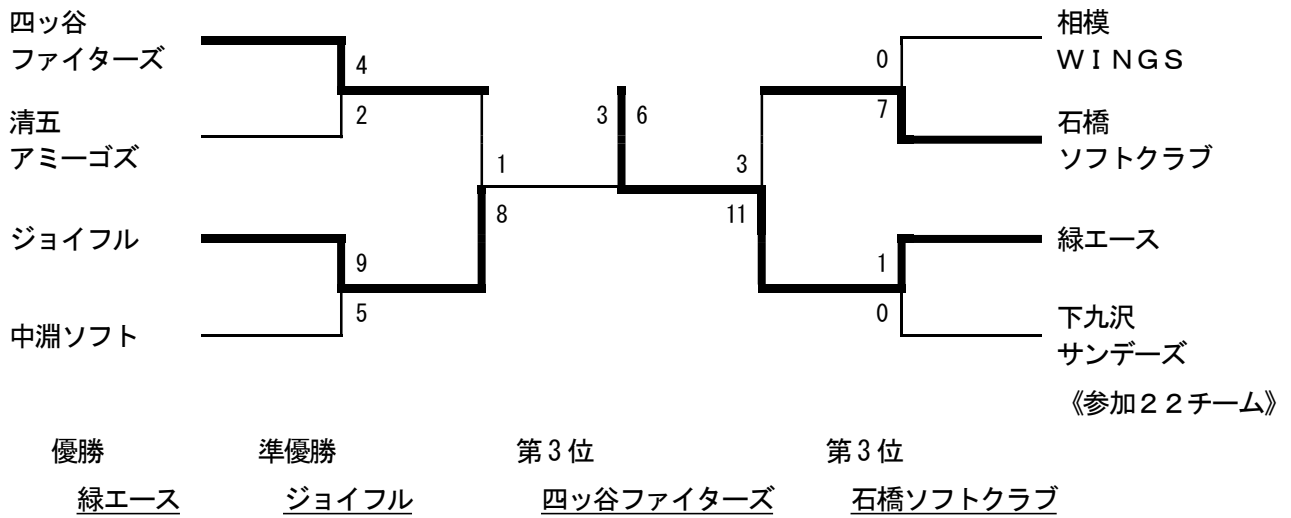 四ッ谷
ファイターズ
清五
アミーゴズ
ジョイフル
中淵ソフト
4
2
9
5
1
8
3 6
3
11
0
7
1
0
相模
ＷＩＮＧＳ
石橋
ソフトクラブ
緑エース
下九沢
サンデーズ
《参加２２チーム》
優勝 準優勝 第3位 第3位
緑エース ジョイフル 四ッ谷ファイターズ 石橋ソフトクラブ